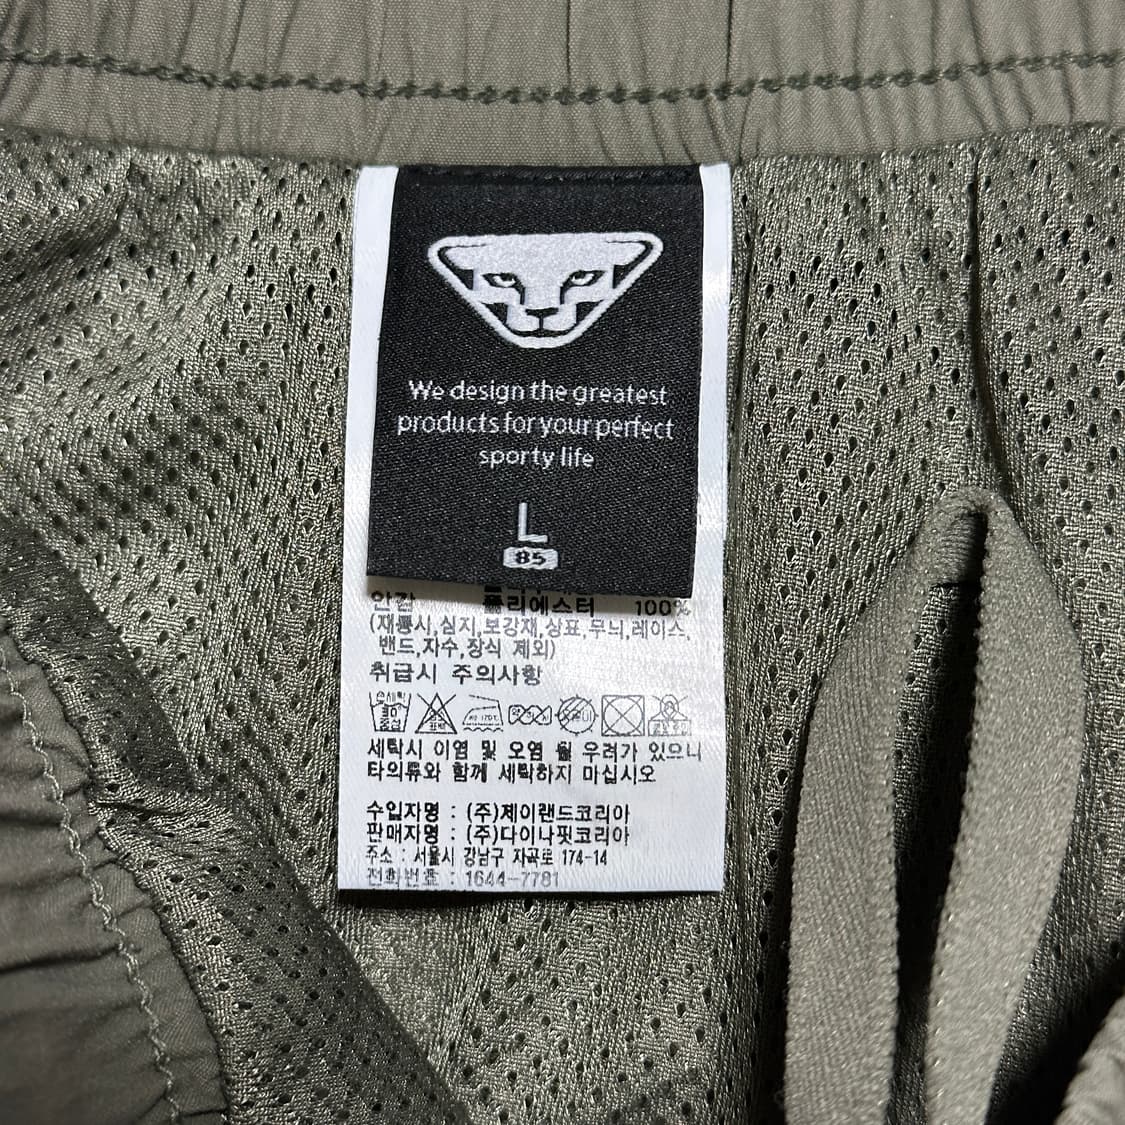 We design the greatest
products for your perfect
sporty life
L
85
안감 폴리에스터 100%
(재봉시,심지,보강재,상표,무늬,레이스,
밴드,자수,장식 제외)
취급시 주의사항
세탁시 이염 및 오염 될 우려가 있으니
타의류와 함께 세탁하지 마십시오
수입자명 : (주)제이랜드코리아
판매자명 : (주)다이나핏코리아
주소 : 서울시 강남구 자곡로 174-14
전화번호 : 1644-7781